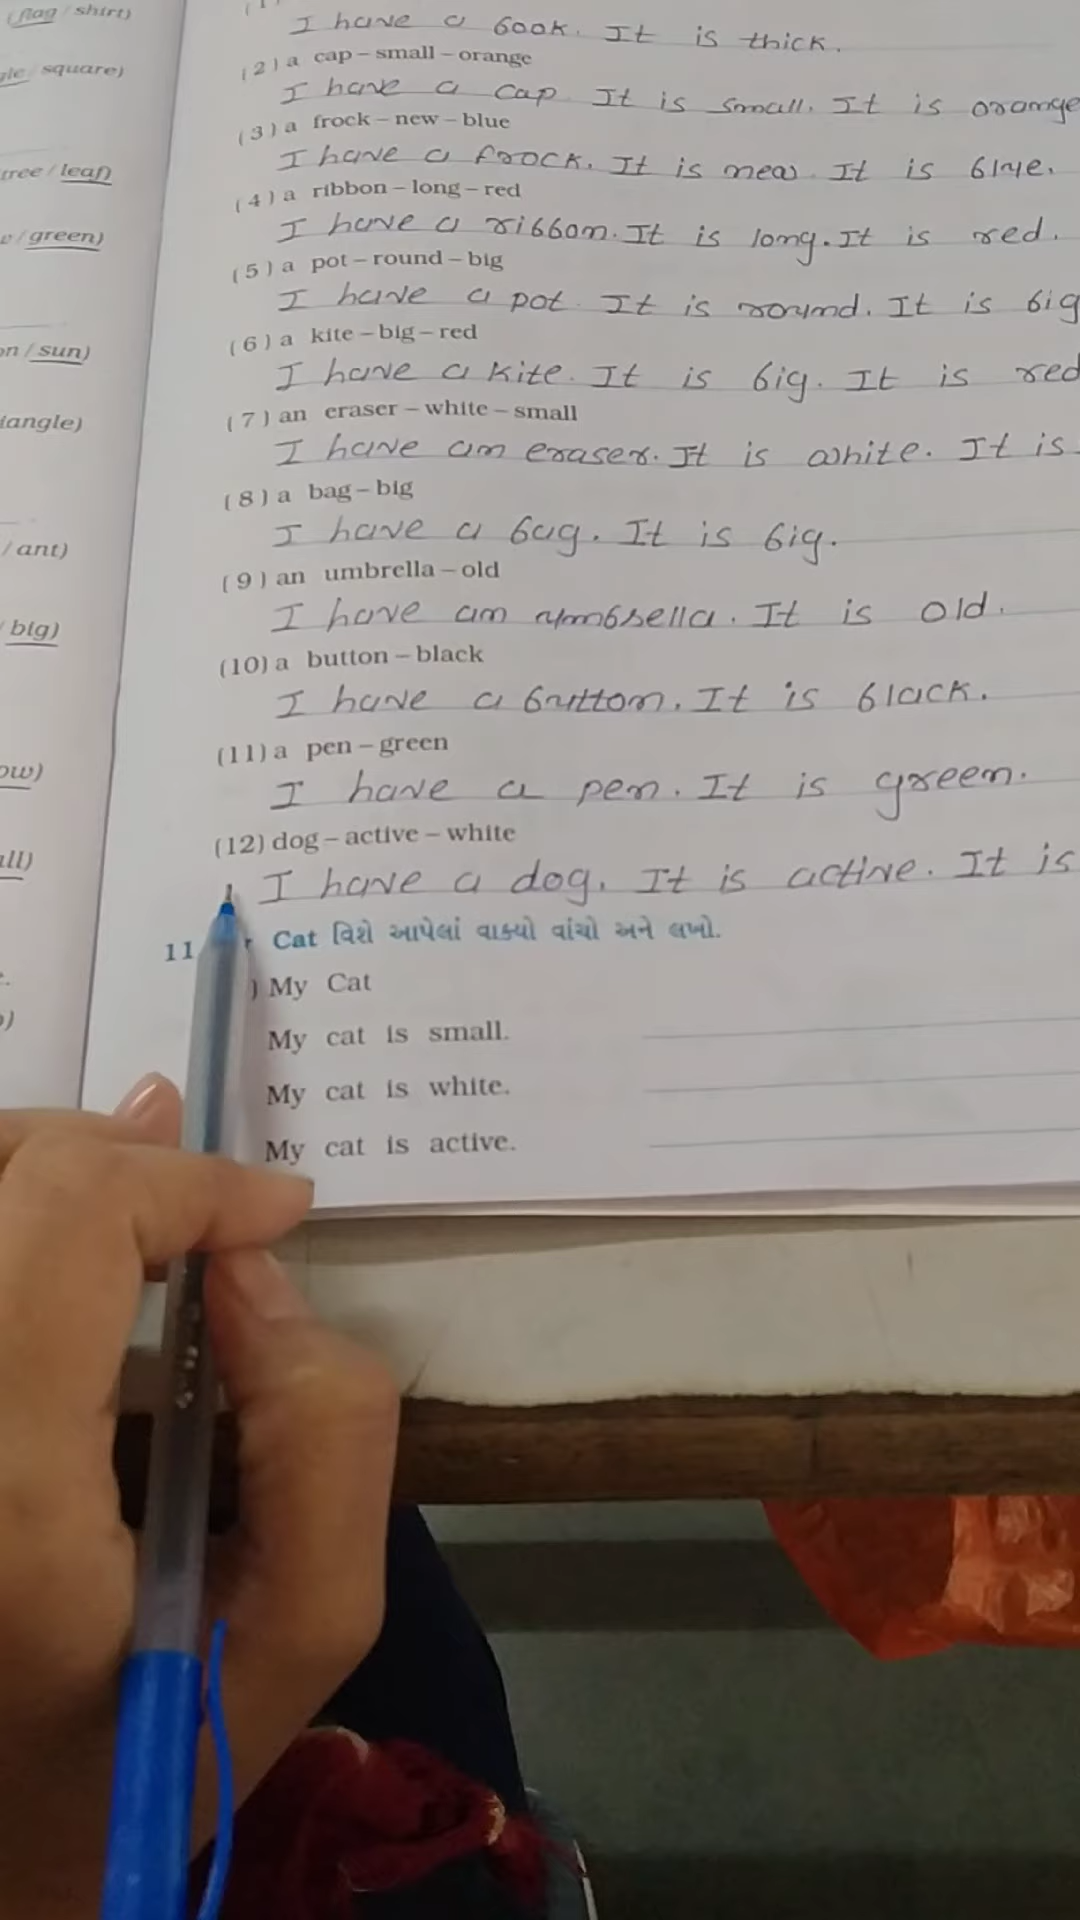 (flag / shirt)
I have a book. It is thick.
square)
(2) a cap – small – orange
I have a cap It is small. It is orange
(3) a frock – new – blue
I have a frock. It is new It is blue.
tree / leaf)
(4) a ribbon – long – red
I have a ribbon. It is long. It is red.
/ green)
(5) a pot – round – big
I have a pot. It is round. It is big
(6) a kite – big – red
/ sun)
I have a kite. It is big. It is red
(7) an eraser – white – small
I have an eraser. It is white. It is
(8) a bag – big
I have a bag. It is big.
/ ant)
(9) an umbrella – old
I have an umbrella. It is old.
big)
(10) a button – black
I have a button. It is black.
(11) a pen – green
I have a pen. It is green.
(12) dog – active – white
I have a dog. It is active. It is
11 Cat વિશે આપેલાં વાક્યો વાંચો અને લખો.
) My Cat
My cat is small.
My cat is white.
My cat is active.